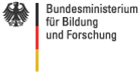 Bundesministerium
für Bildung
und Forschung